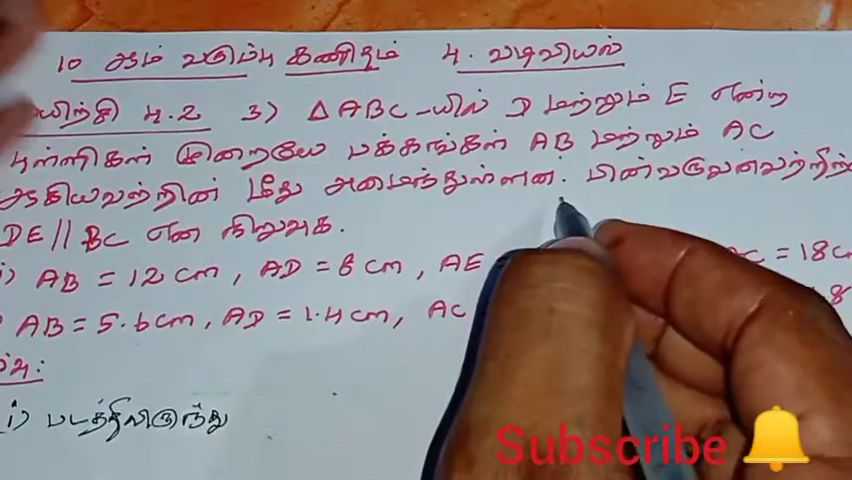 10 ஆம் வகுப்பு கணிதம் 4. வடிவியல்
யிற்சி 4.2 3) ΔABC-யில் D மற்றும் E என்ற
புள்ளிகள் முறையே பக்கங்கள் AB மற்றும் AC
ஆகியவற்றின் மீது அமைந்துள்ளன. பின்வருவனவற்றிற்
DE // BC என நிறுவுக.
i) AB = 12 cm, AD = 8 cm, AE AC = 18 c
AB = 5.6 cm, AD = 1.4 cm, AC
i) படத்திலிருந்து
Subscribe